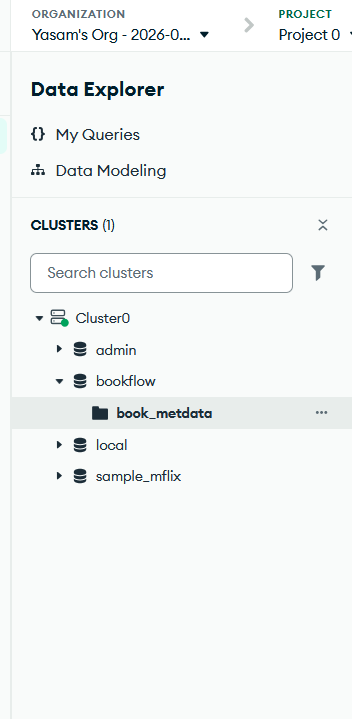 ORGANIZATION
PROJECT
Yasam's Org - 2026-0...
Project 0
Data Explorer
{} My Queries
Data Modeling
CLUSTERS (1)
Search clusters
Cluster0
admin
bookflow
book_metdata
...
local
sample_mflix